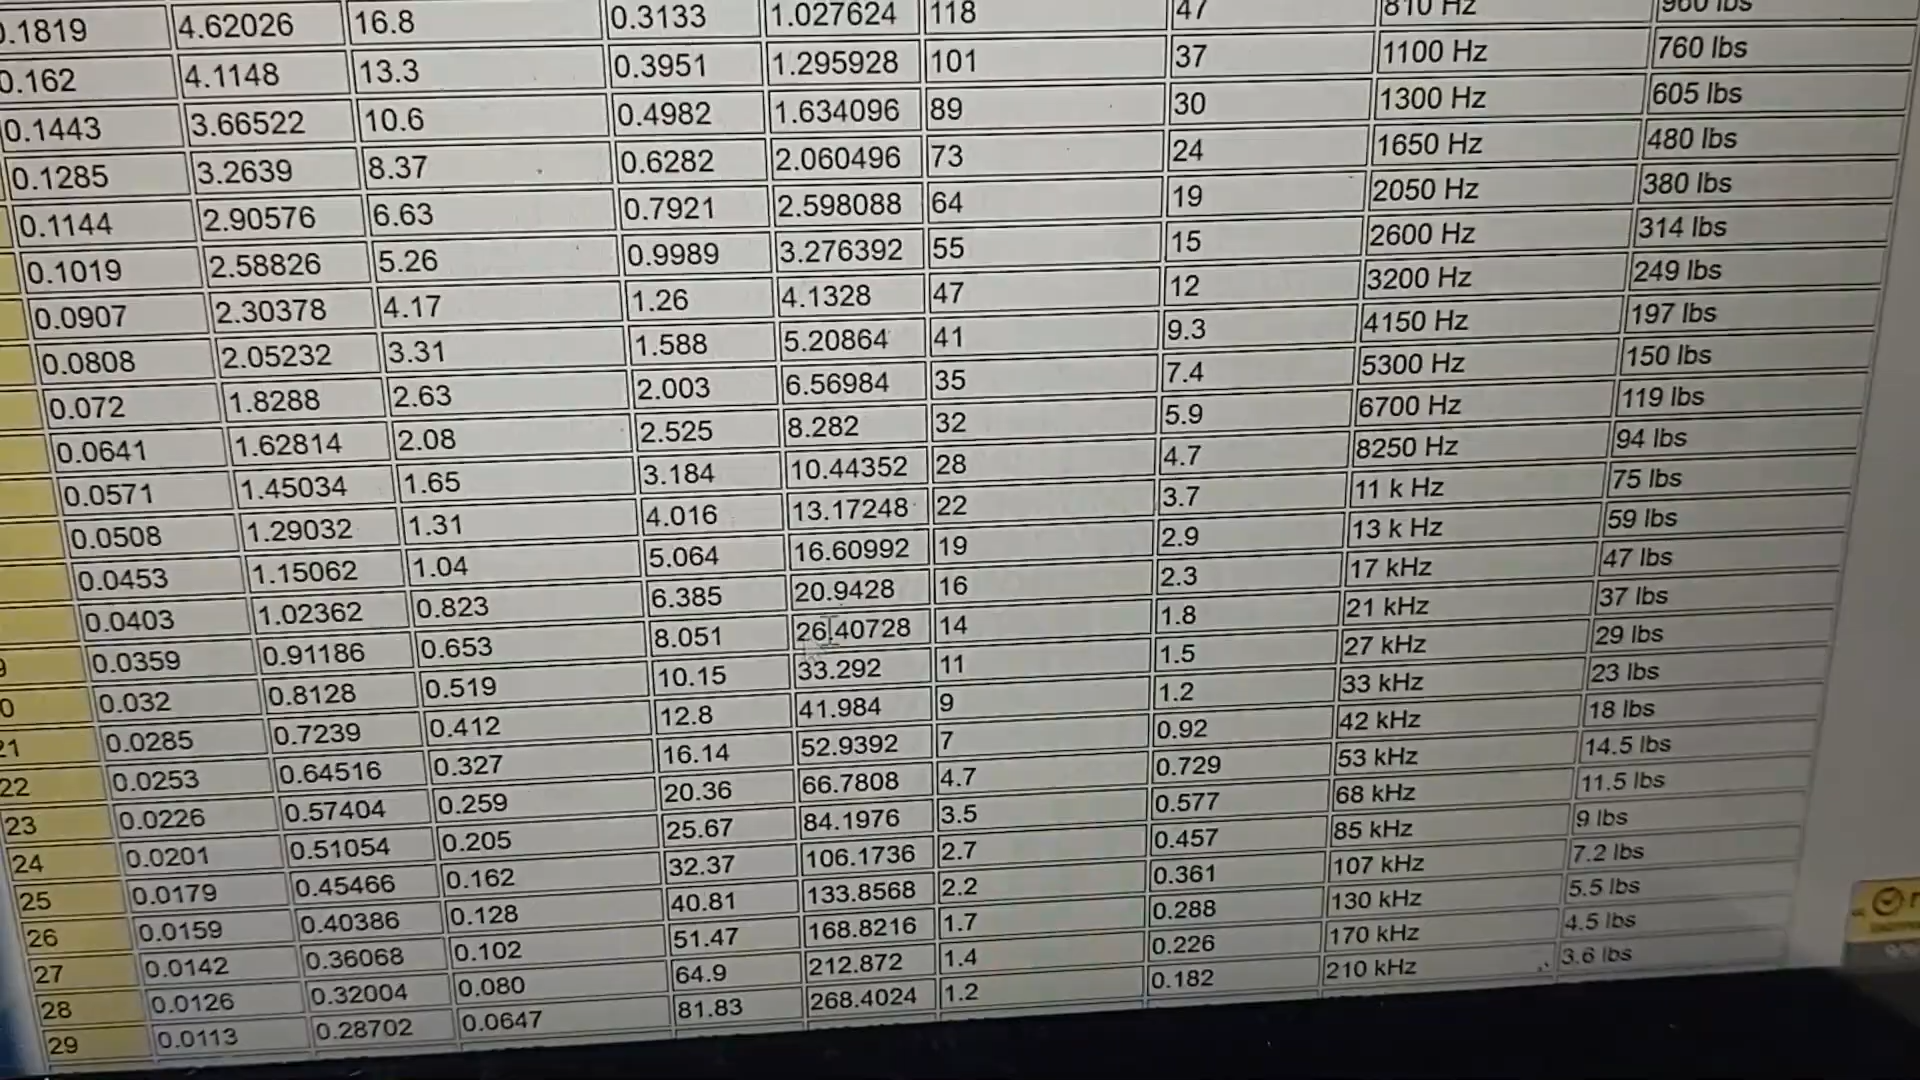 0.1819 4.62026 16.8 0.3133 1.027624 118 47 810 Hz 960 lbs
0.162 4.1148 13.3 0.3951 1.295928 101 37 1100 Hz 760 lbs
0.1443 3.66522 10.6 0.4982 1.634096 89 30 1300 Hz 605 lbs
0.1285 3.2639 8.37 0.6282 2.060496 73 24 1650 Hz 480 lbs
0.1144 2.90576 6.63 0.7921 2.598088 64 19 2050 Hz 380 lbs
0.1019 2.58826 5.26 0.9989 3.276392 55 15 2600 Hz 314 lbs
0.0907 2.30378 4.17 1.26 4.1328 47 12 3200 Hz 249 lbs
0.0808 2.05232 3.31 1.588 5.20864 41 9.3 4150 Hz 197 lbs
0.072 1.8288 2.63 2.003 6.56984 35 7.4 5300 Hz 150 lbs
0.0641 1.62814 2.08 2.525 8.282 32 5.9 6700 Hz 119 lbs
0.0571 1.45034 1.65 3.184 10.44352 28 4.7 8250 Hz 94 lbs
0.0508 1.29032 1.31 4.016 13.17248 22 3.7 11 k Hz 75 lbs
0.0453 1.15062 1.04 5.064 16.60992 19 2.9 13 k Hz 59 lbs
0.0403 1.02362 0.823 6.385 20.9428 16 2.3 17 kHz 47 lbs
9 0.0359 0.91186 0.653 8.051 26.40728 14 1.8 21 kHz 37 lbs
0 0.032 0.8128 0.519 10.15 33.292 11 1.5 27 kHz 29 lbs
21 0.0285 0.7239 0.412 12.8 41.984 9 1.2 33 kHz 23 lbs
22 0.0253 0.64516 0.327 16.14 52.9392 7 0.92 42 kHz 18 lbs
23 0.0226 0.57404 0.259 20.36 66.7808 4.7 0.729 53 kHz 14.5 lbs
24 0.0201 0.51054 0.205 25.67 84.1976 3.5 0.577 68 kHz 11.5 lbs
25 0.0179 0.45466 0.162 32.37 106.1736 2.7 0.457 85 kHz 9 lbs
26 0.0159 0.40386 0.128 40.81 133.8568 2.2 0.361 107 kHz 7.2 lbs
27 0.0142 0.36068 0.102 51.47 168.8216 1.7 0.288 130 kHz 5.5 lbs
28 0.0126 0.32004 0.080 64.9 212.872 1.4 0.226 170 kHz 4.5 lbs
29 0.0113 0.28702 0.0647 81.83 268.4024 1.2 0.182 210 kHz 3.6 lbs